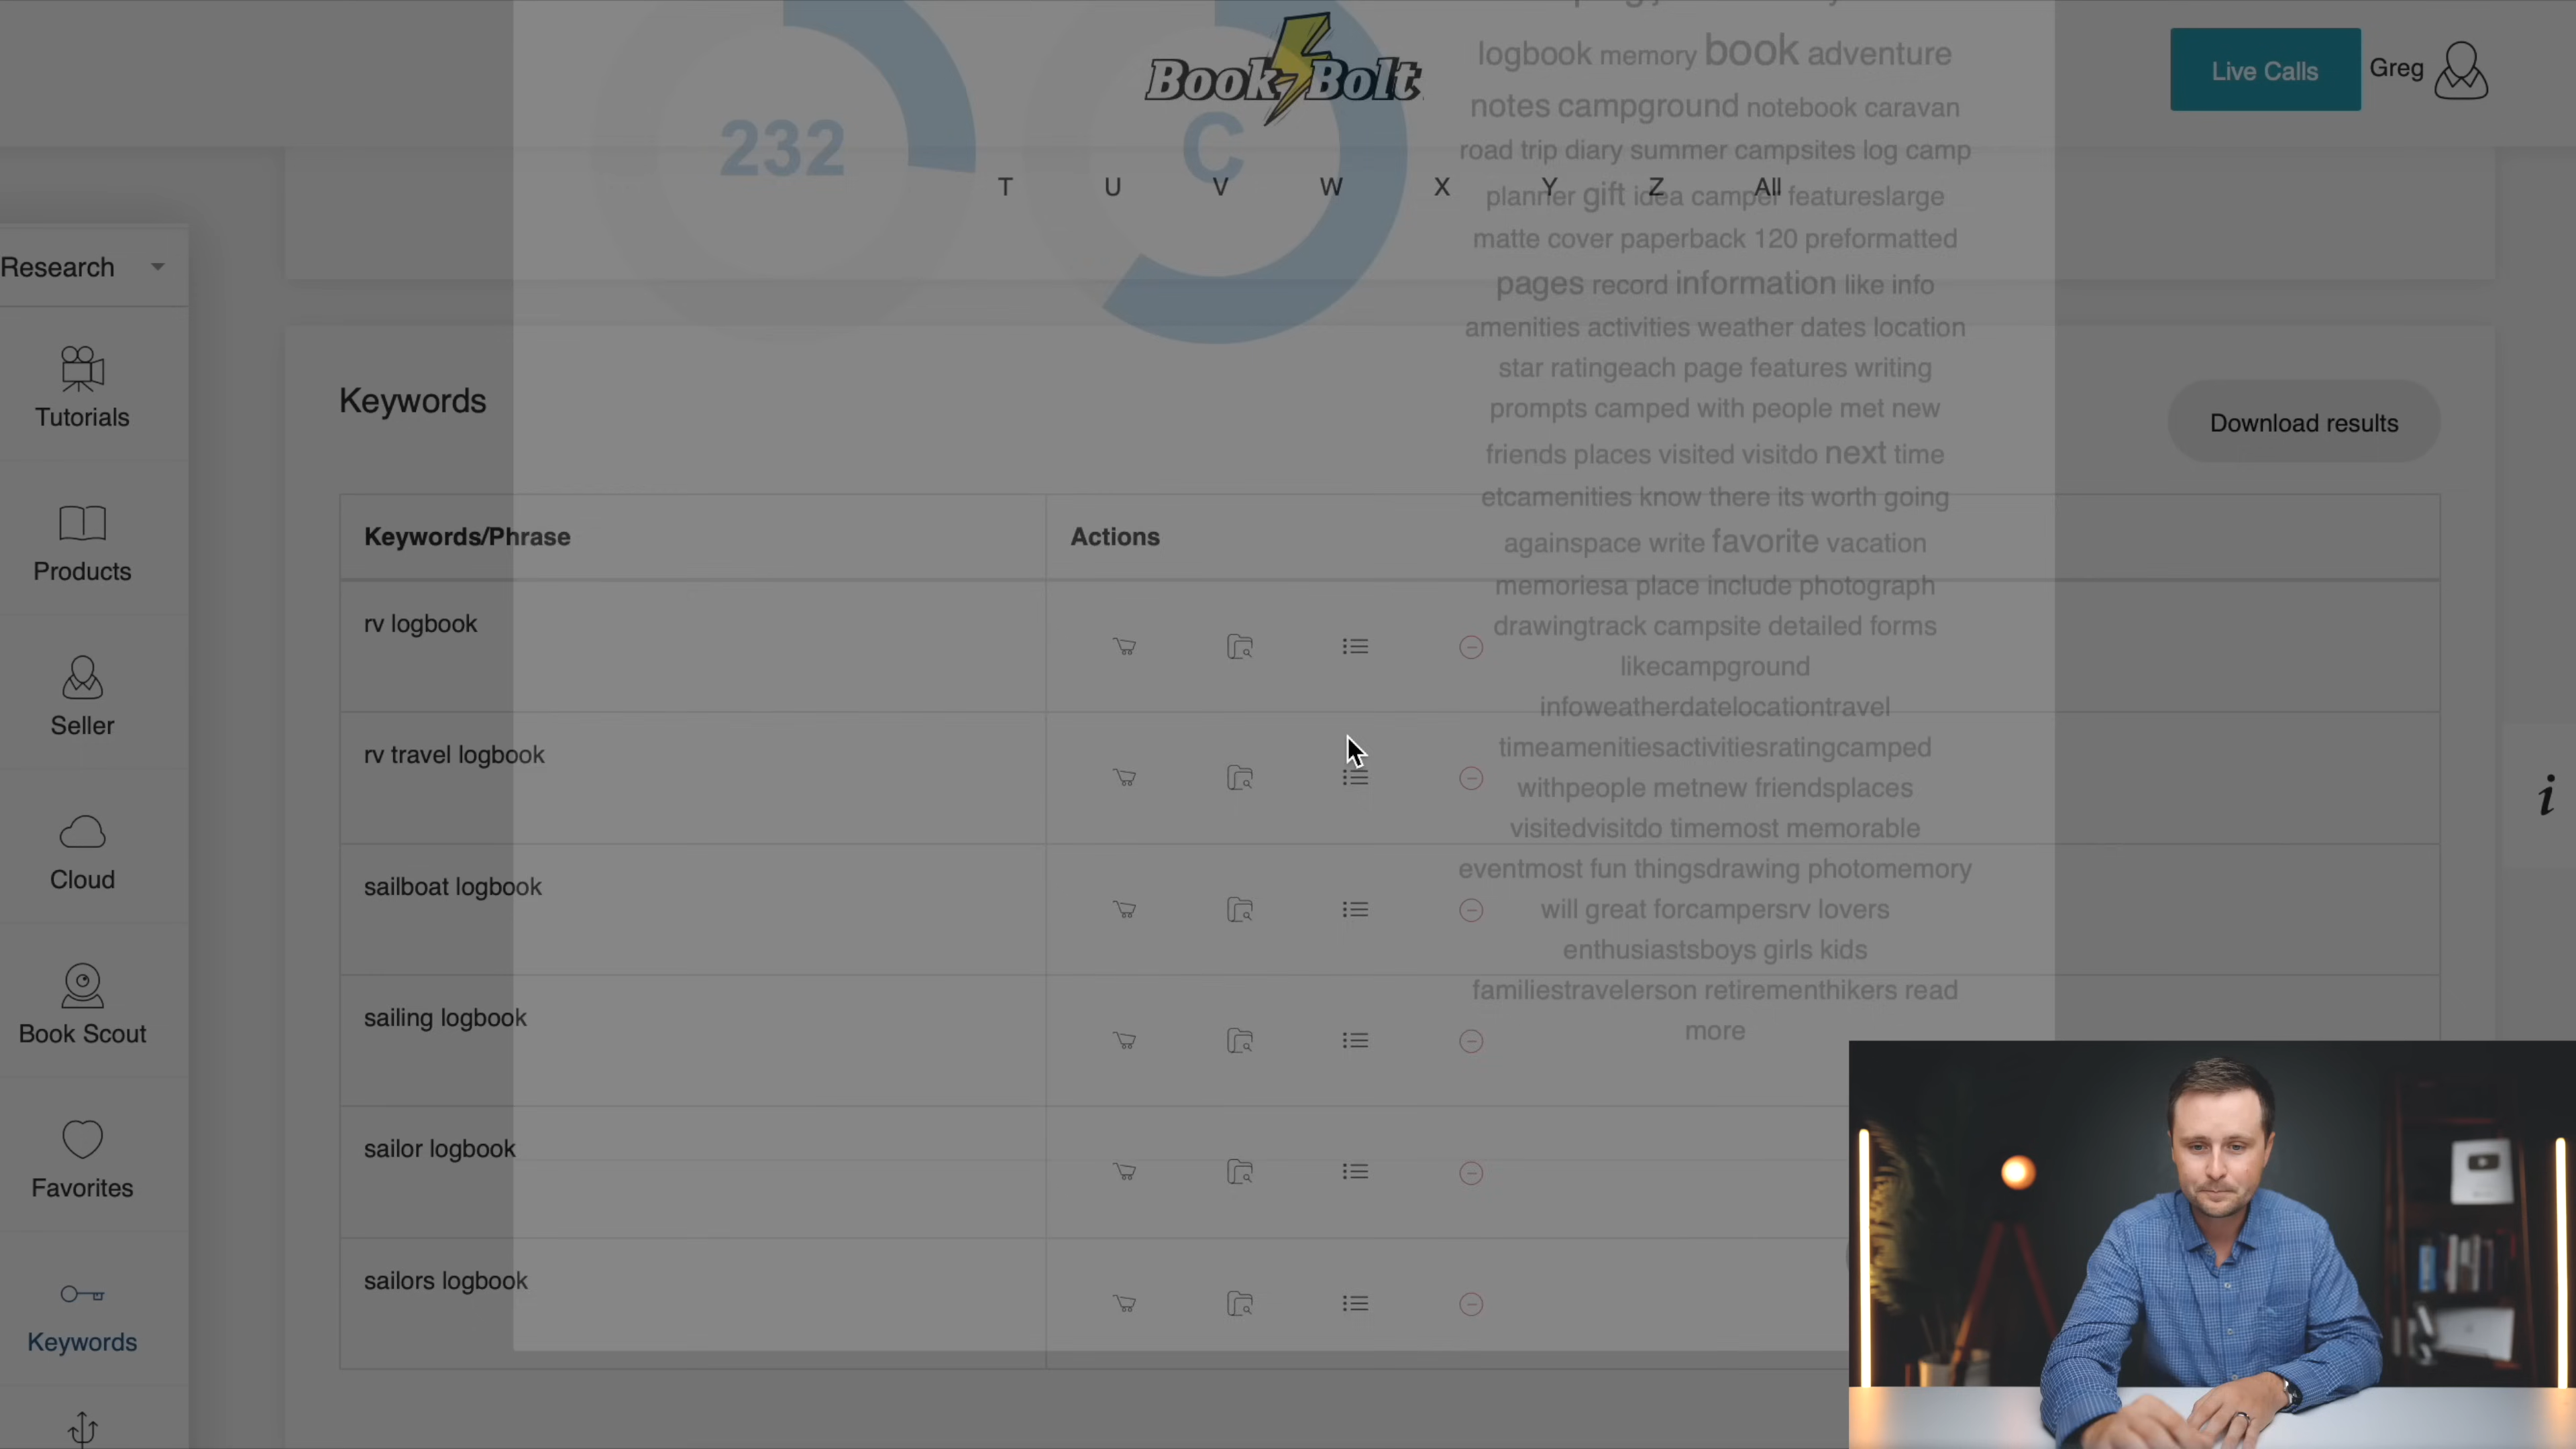 Book Bolt
Live Calls
Greg
232
C
logbook memory book adventure
notes campground notebook caravan
road trip diary summer campsites log camp
planner gift idea camper featureslarge
matte cover paperback 120 preformatted
pages record information like info
amenities activities weather dates location
star ratingeach page features writing
prompts camped with people met new
friends places visited visitdo next time
etcamenities know there its worth going
againspace write favorite vacation
memoriesa place include photograph
drawingtrack campsite detailed forms
likecampground
infoweatherdatelocationtravel
timeamenitiesactivitiesratingcamped
withpeople metnew friendsplaces
visitedvisitdo timemost memorable
eventmost fun thingsdrawing photomemory
will great forcampersrv lovers
enthusiastsboys girls kids
familiestravelerson retirementhikers read
more
T U V W X Y Z All
Research
Tutorials
Products
Seller
Cloud
Book Scout
Favorites
Keywords
Keywords
Download results
Keywords/Phrase Actions
rv logbook
rv travel logbook
sailboat logbook
sailing logbook
sailor logbook
sailors logbook
i